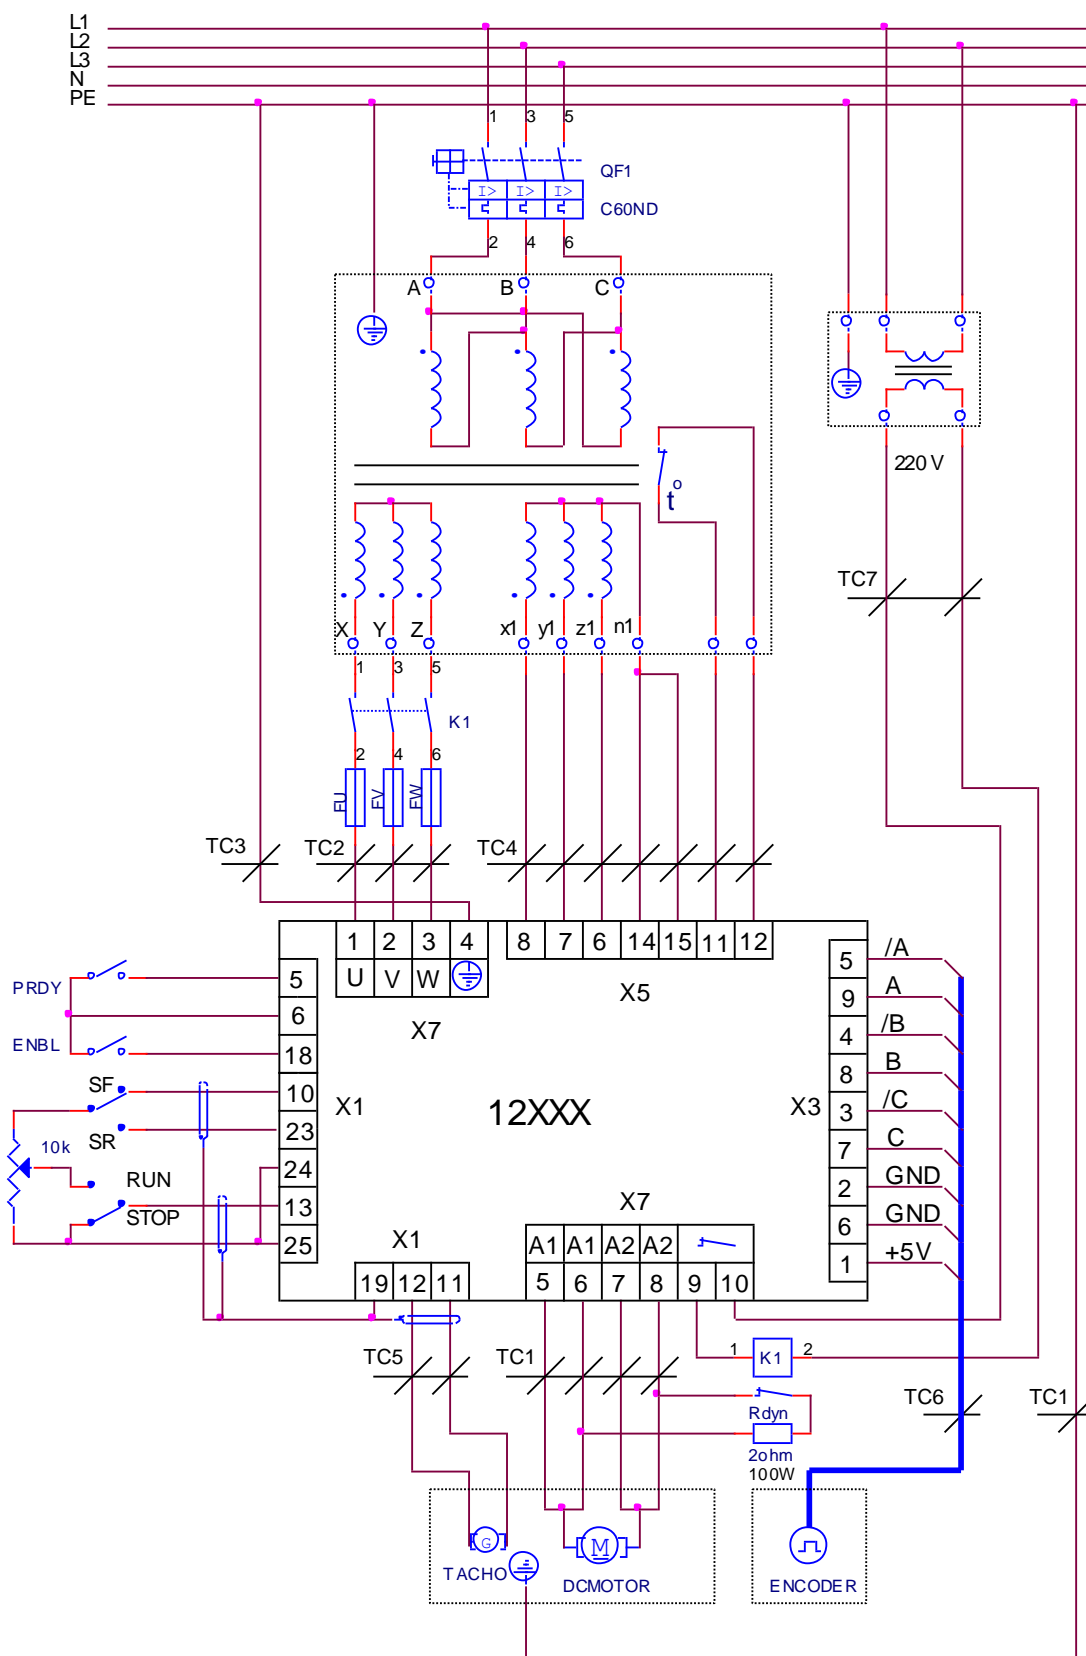 L1
L2
L3
N
PE
1 3 5
QF1
I> I> I>
C60ND
2 4 6
A B C
220 V
t°
TC7
X Y Z x1 y1 z1 n1
1 3 5
K1
2 4 6
FU FV FW
TC3 TC2 TC4
1 2 3 4 8 7 6 14 15 11 12
U V W
X7 X5
PRDY 5
6
ENBL 18
SF 10
SR 23
10k 24
RUN 13
STOP 25
X1 12XXX X3
5 /A
9 A
4 /B
8 B
3 /C
7 C
2 GND
6 GND
1 +5V
X1 X7
A1 A1 A2 A2
19 12 11 5 6 7 8 9 10
1 K1 2
TC5 TC1 TC6 TC1
Rdyn
2ohm
100W
G M
TACHO DCMOTOR ENCODER